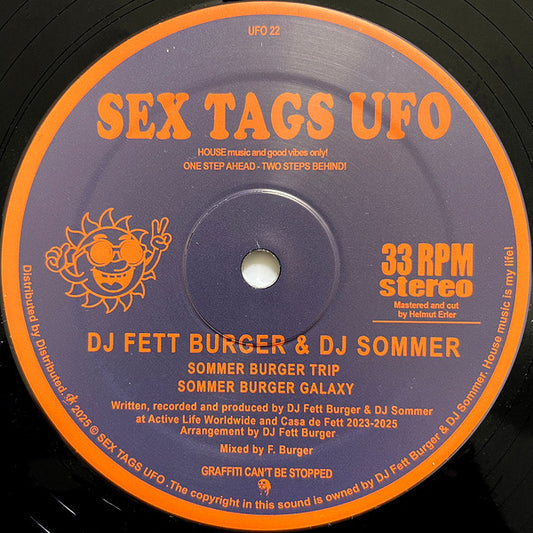 UFO 22
SEX TAGS UFO
HOUSE music and good vibes only!
ONE STEP AHEAD - TWO STEPS BEHIND!
33 RPM
stereo
Mastered and cut
by Helmut Erler
DJ FETT BURGER & DJ SOMMER
SOMMER BURGER TRIP
SOMMER BURGER GALAXY
Written, recorded and produced by DJ Fett Burger & DJ Sommer
at Active Life Worldwide and Casa de Fett 2023-2025
Arrangement by DJ Fett Burger
Mixed by F. Burger
GRAFFITI CAN'T BE STOPPED
Distributed by Distributed. 2025 © SEX TAGS UFO .The copyright in this sound is owned by DJ Fett Burger & DJ Sommer. House music is my life!